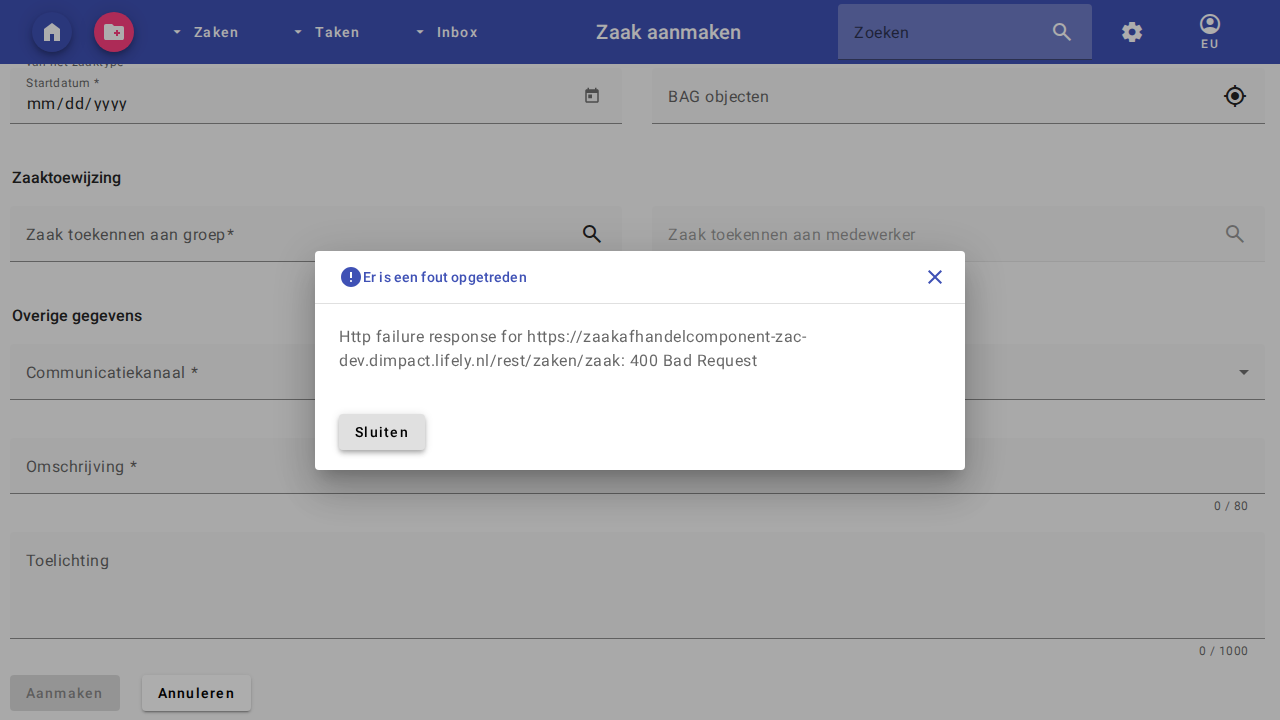 Zaken
Taken
Inbox
Zaak aanmaken
Zoeken
EU
van het zaaktype
Startdatum *
mm/dd/yyyy
BAG objecten
Zaaktoewijzing
Zaak toekennen aan groep*
Zaak toekennen aan medewerker
Er is een fout opgetreden
Http failure response for https://zaakafhandelcomponent-zac-
dev.dimpact.lifely.nl/rest/zaken/zaak: 400 Bad Request
Sluiten
Overige gegevens
Communicatiekanaal *
Omschrijving *
0 / 80
Toelichting
0 / 1000
Aanmaken
Annuleren